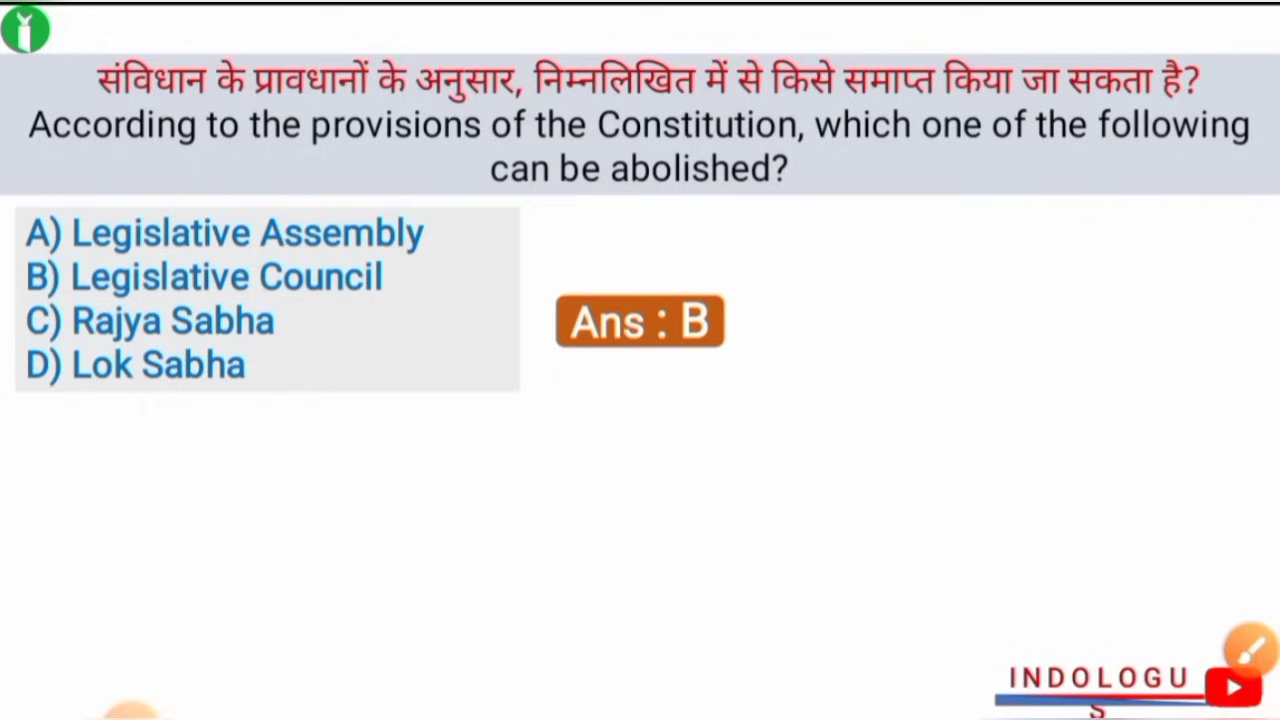 संविधान के प्रावधानों के अनुसार, निम्नलिखित में से किसे समाप्त किया जा सकता है?
According to the provisions of the Constitution, which one of the following
can be abolished?
A) Legislative Assembly
B) Legislative Council
C) Rajya Sabha
D) Lok Sabha
Ans : B
INDOLOGU
S